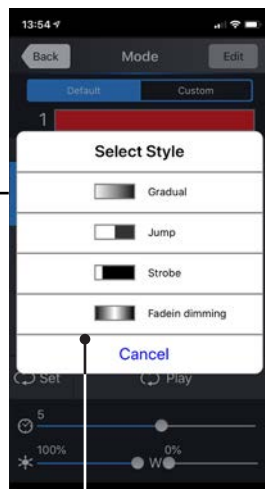 13:54
Back Mode Edit
Default Custom
1
Select Style
Gradual
Jump
Strobe
Fadein dimming
Cancel
Set Play
5
100% W 0%